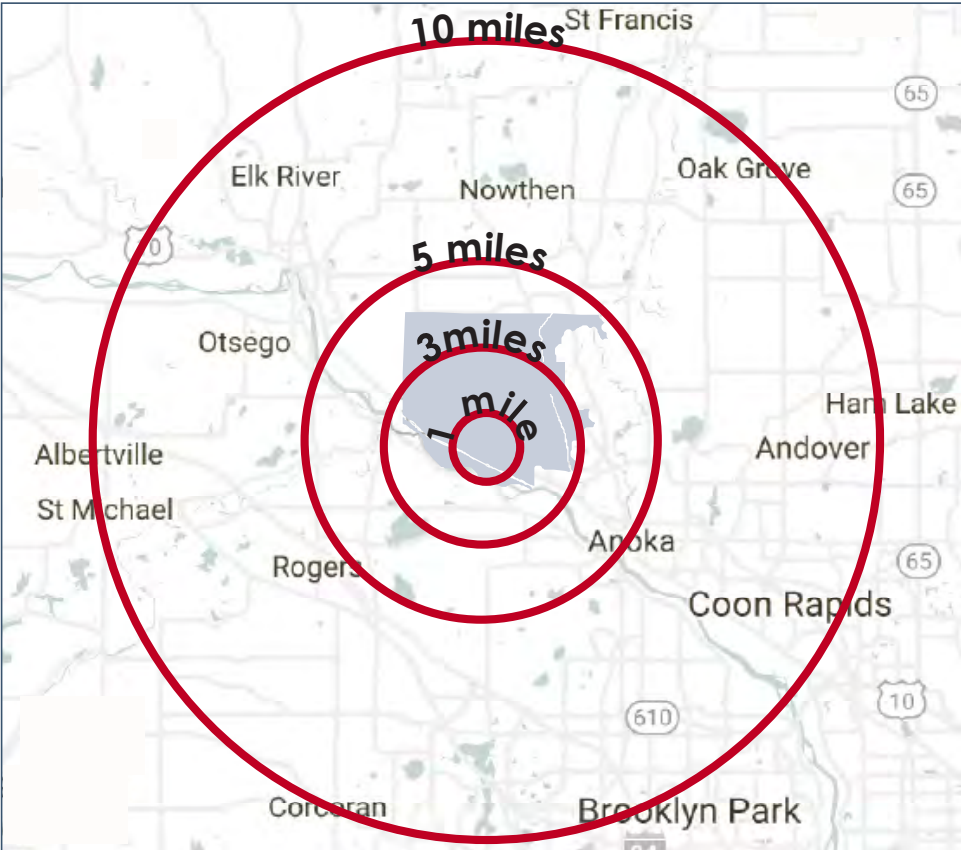 10 miles
St Francis
65
Elk River
Nowthen
Oak Grove
65
5 miles
Otsego
3miles
1 mile
Ham Lake
Albertville
Andover
St Michael
Anoka
Rogers
65
Coon Rapids
10
610
Corcoran
Brooklyn Park